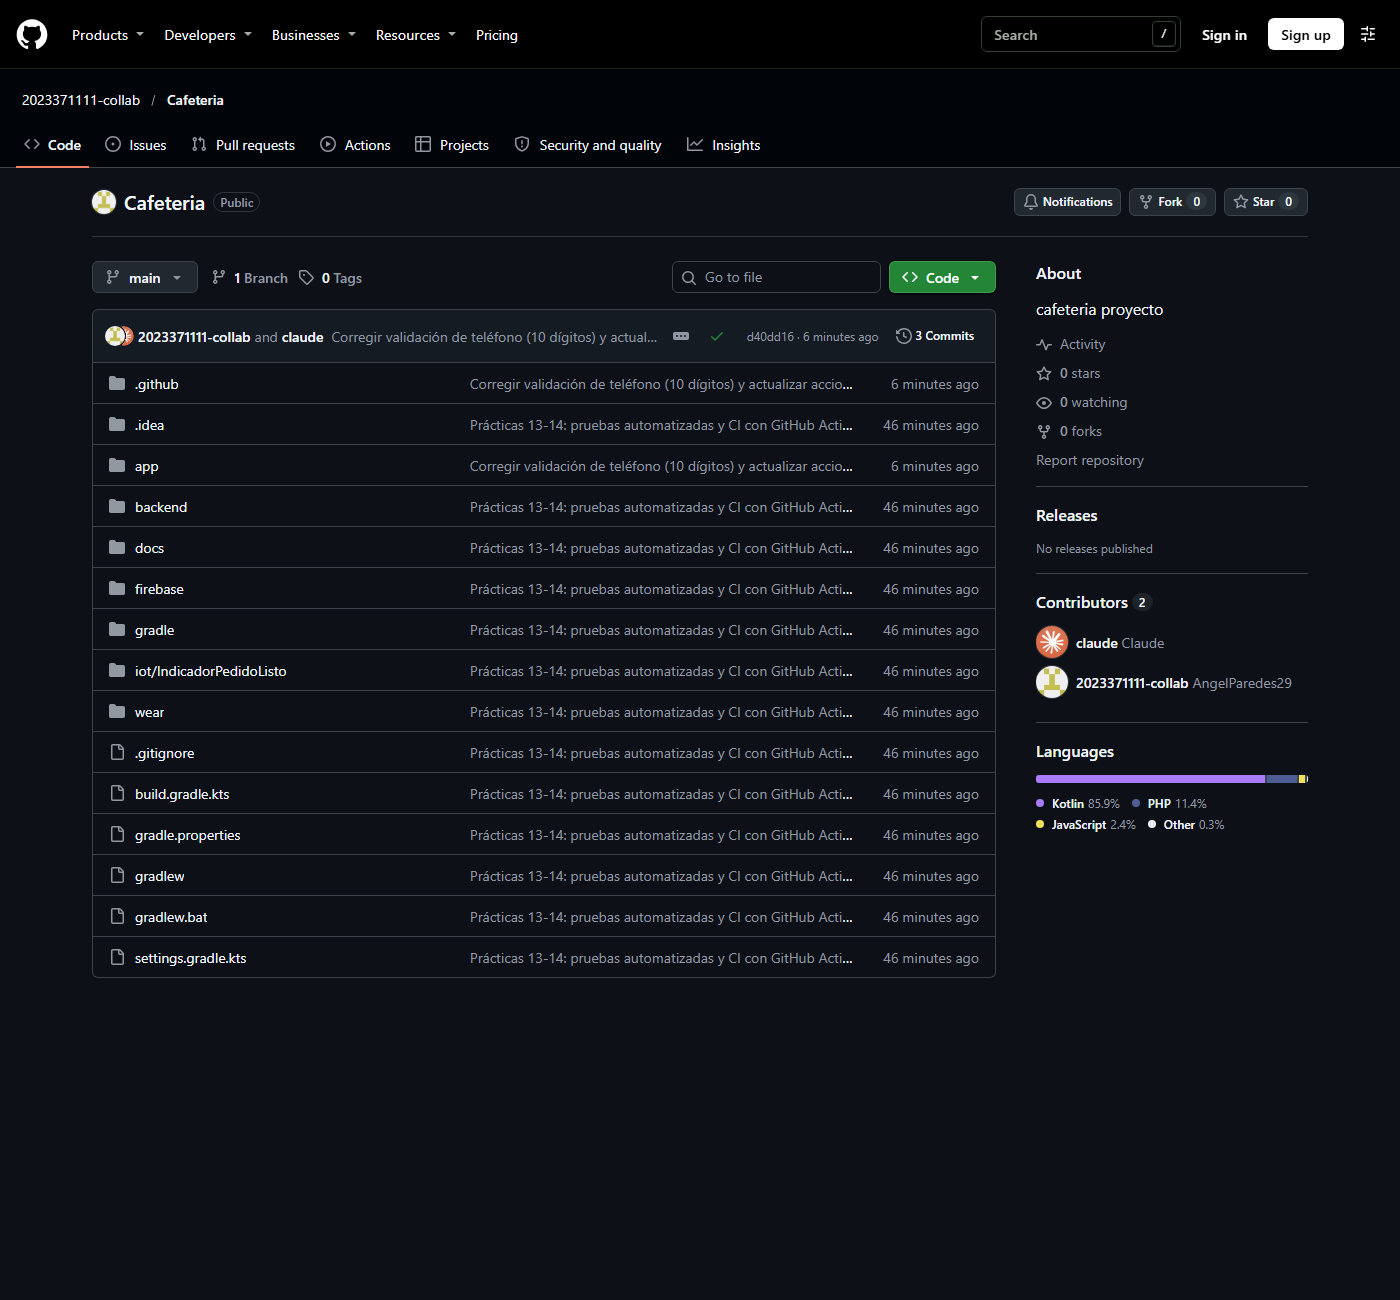 Products Developers Businesses Resources Pricing Search / Sign in Sign up
2023371111-collab / Cafeteria
Code Issues Pull requests Actions Projects Security and quality Insights
Cafeteria Public Notifications Fork 0 Star 0
main 1 Branch 0 Tags Go to file Code
2023371111-collab and claude Corregir validación de teléfono (10 dígitos) y actual... d40dd16 · 6 minutes ago 3 Commits
.github Corregir validación de teléfono (10 dígitos) y actualizar accio... 6 minutes ago
.idea Prácticas 13-14: pruebas automatizadas y CI con GitHub Acti... 46 minutes ago
app Corregir validación de teléfono (10 dígitos) y actualizar accio... 6 minutes ago
backend Prácticas 13-14: pruebas automatizadas y CI con GitHub Acti... 46 minutes ago
docs Prácticas 13-14: pruebas automatizadas y CI con GitHub Acti... 46 minutes ago
firebase Prácticas 13-14: pruebas automatizadas y CI con GitHub Acti... 46 minutes ago
gradle Prácticas 13-14: pruebas automatizadas y CI con GitHub Acti... 46 minutes ago
iot/IndicadorPedidoListo Prácticas 13-14: pruebas automatizadas y CI con GitHub Acti... 46 minutes ago
wear Prácticas 13-14: pruebas automatizadas y CI con GitHub Acti... 46 minutes ago
.gitignore Prácticas 13-14: pruebas automatizadas y CI con GitHub Acti... 46 minutes ago
build.gradle.kts Prácticas 13-14: pruebas automatizadas y CI con GitHub Acti... 46 minutes ago
gradle.properties Prácticas 13-14: pruebas automatizadas y CI con GitHub Acti... 46 minutes ago
gradlew Prácticas 13-14: pruebas automatizadas y CI con GitHub Acti... 46 minutes ago
gradlew.bat Prácticas 13-14: pruebas automatizadas y CI con GitHub Acti... 46 minutes ago
settings.gradle.kts Prácticas 13-14: pruebas automatizadas y CI con GitHub Acti... 46 minutes ago
About
cafeteria proyecto
Activity
0 stars
0 watching
0 forks
Report repository
Releases
No releases published
Contributors 2
claude Claude
2023371111-collab AngelParedes29
Languages
Kotlin 85.9% PHP 11.4%
JavaScript 2.4% Other 0.3%